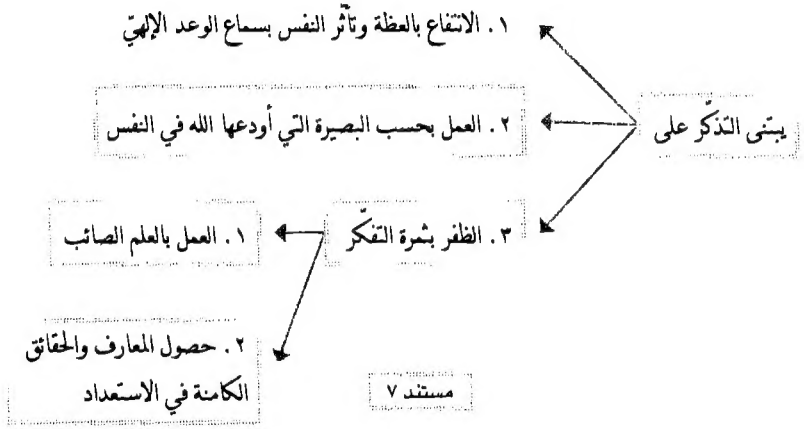 يبتنى التذكّر على
١. الانتفاع بالعظة وتأثّر النفس بسماع الوعد الإلهيّ
٢. العمل بحسب البصيرة التي أودعها الله في النفس
٣. الظفر بثمرة التفكّر
١. العمل بالعلم الصائب
٢. حصول المعارف والحقائق
الكامنة في الاستعداد
مستند ٧